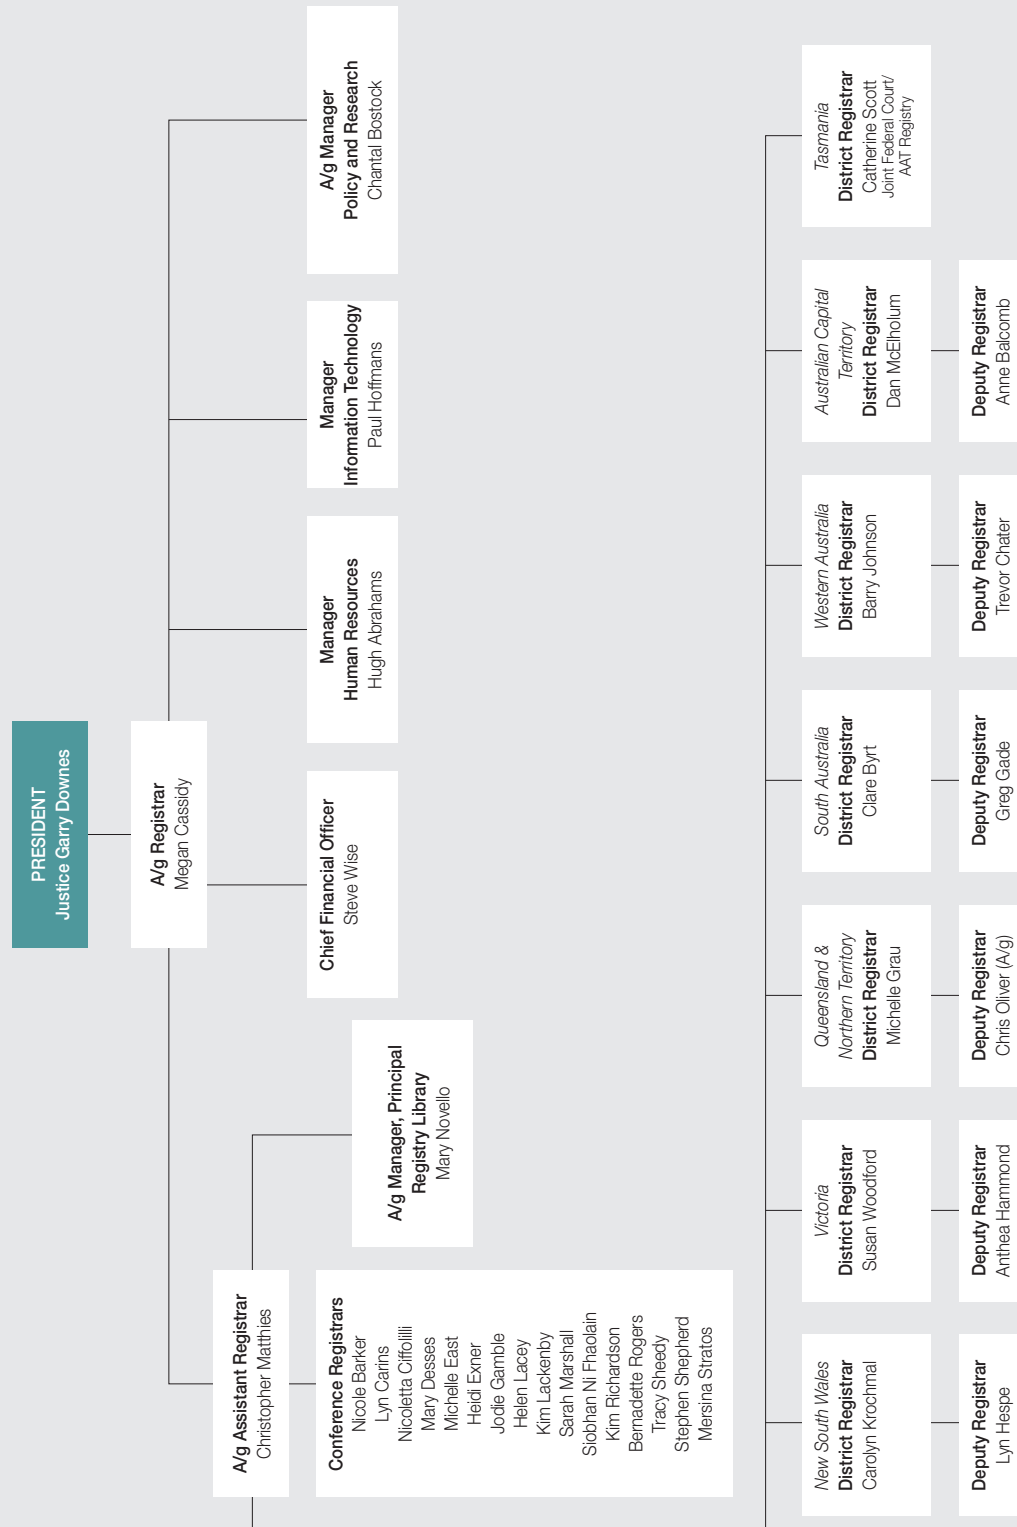 PRESIDENT
Justice Garry Downes
A/g Registrar
Megan Cassidy
A/g Assistant Registrar
Christopher Matthies
Conference Registrars
Nicole Barker
Lyn Carins
Nicoletta Ciffolilli
Mary Desses
Michelle East
Heidi Exner
Jodie Gamble
Helen Lacey
Kim Lackenby
Sarah Marshall
Siobhan Ni Fhaolain
Kim Richardson
Bernadette Rogers
Tracy Sheedy
Stephen Shepherd
Mersina Stratos
A/g Manager, Principal
Registry Library
Mary Novello
Chief Financial Officer
Steve Wise
Manager
Human Resources
Hugh Abrahams
Manager
Information Technology
Paul Hoffmans
A/g Manager
Policy and Research
Chantal Bostock
New South Wales
District Registrar
Carolyn Krochmal
Deputy Registrar
Lyn Hespe
Victoria
District Registrar
Susan Woodford
Deputy Registrar
Anthea Hammond
Queensland &
Northern Territory
District Registrar
Michelle Grau
Deputy Registrar
Chris Oliver (A/g)
South Australia
District Registrar
Clare Byrt
Deputy Registrar
Greg Gade
Western Australia
District Registrar
Barry Johnson
Deputy Registrar
Trevor Chater
Australian Capital
Territory
District Registrar
Dan McElholum
Deputy Registrar
Anne Balcomb
Tasmania
District Registrar
Catherine Scott
Joint Federal Court/
AAT Registry